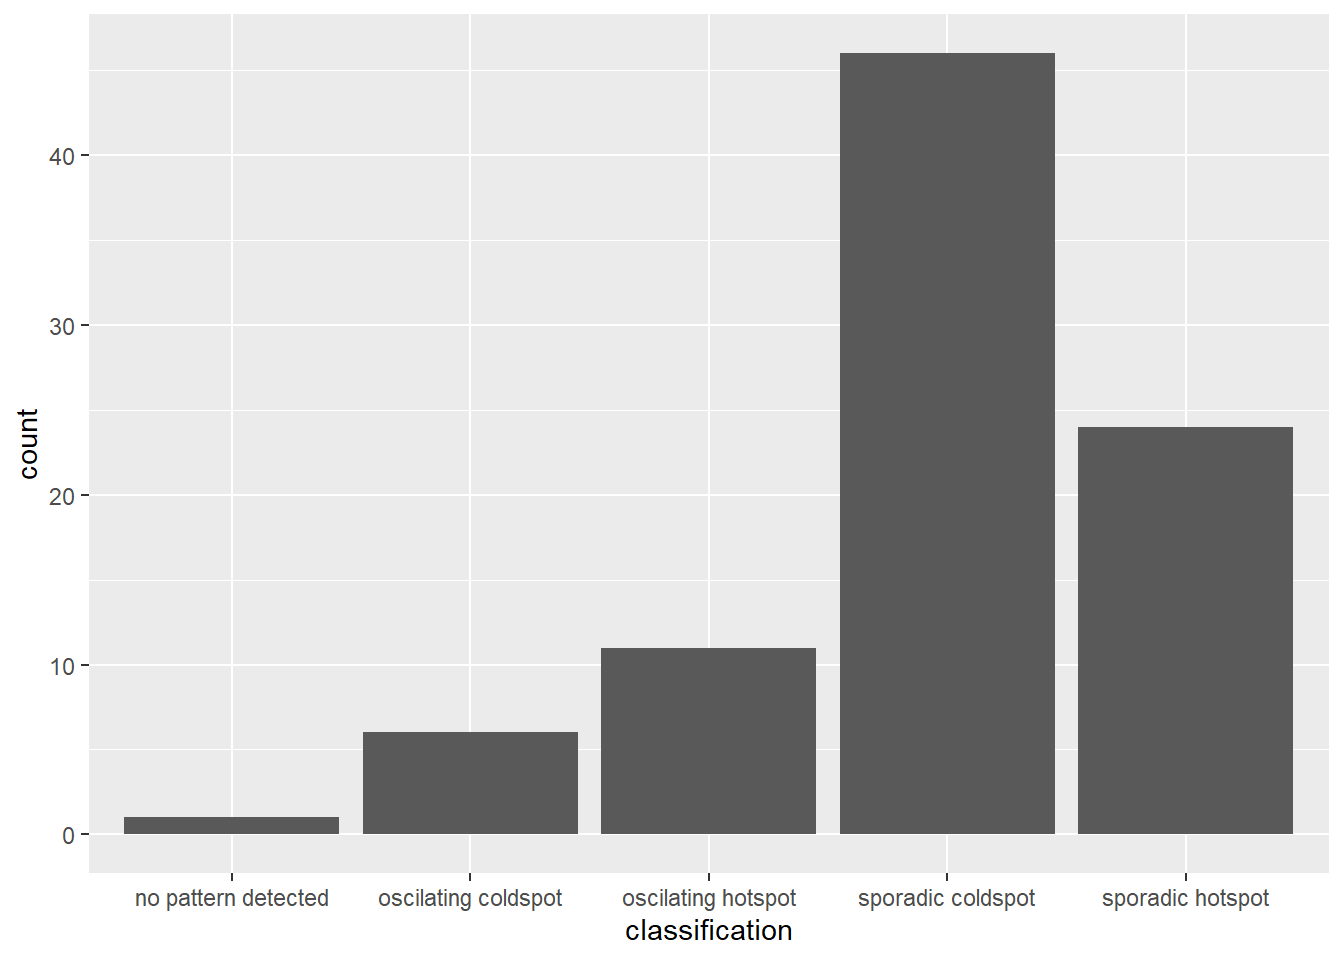 count
40
30
20
10
0
no pattern detected
oscilating coldspot
oscilating hotspot
sporadic coldspot
sporadic hotspot
classification